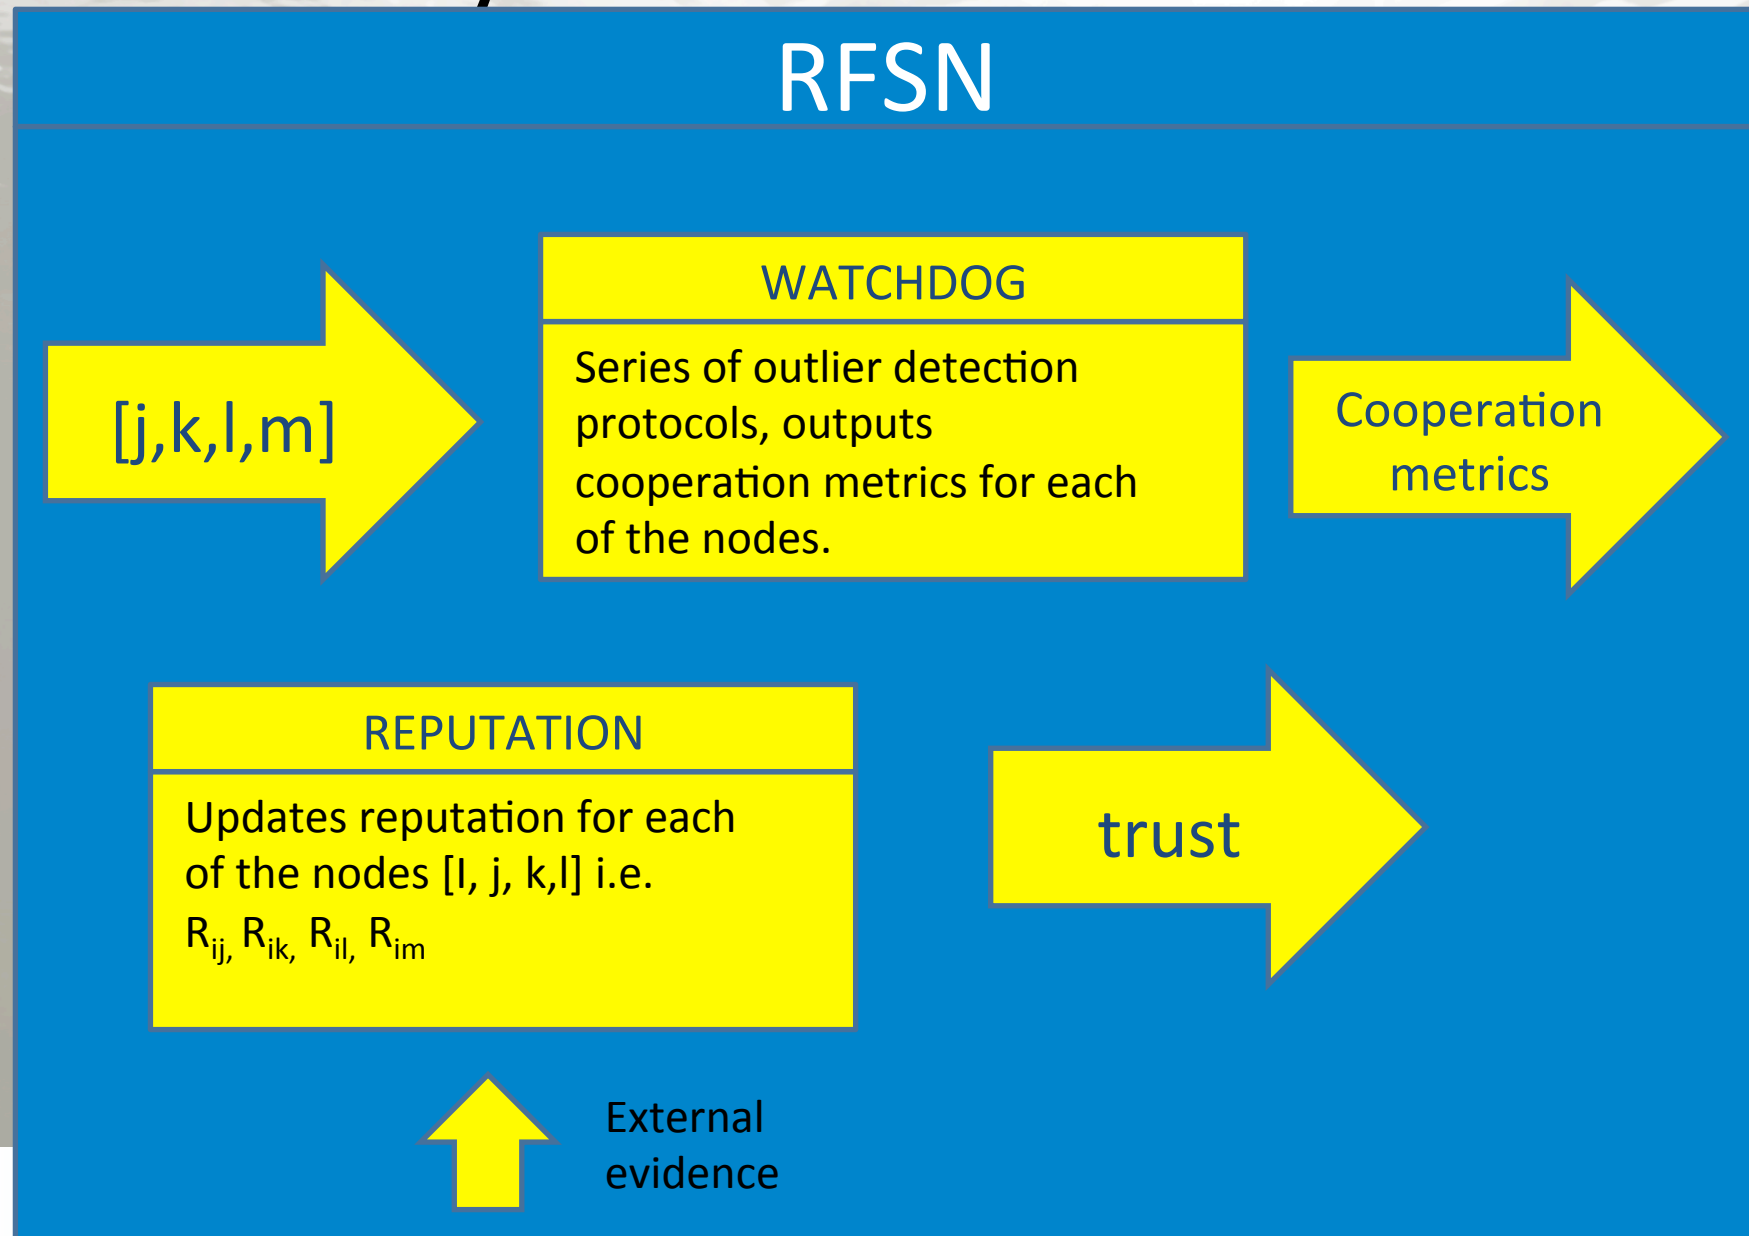 RFSN
WATCHDOG
[j,k,l,m]
Series of outlier detection
protocols, outputs
cooperation metrics for each
of the nodes.
Cooperation
metrics
REPUTATION
Updates reputation for each
of the nodes [I, j, k,l] i.e.
Rij, Rik, Ril, Rim
trust
External
evidence